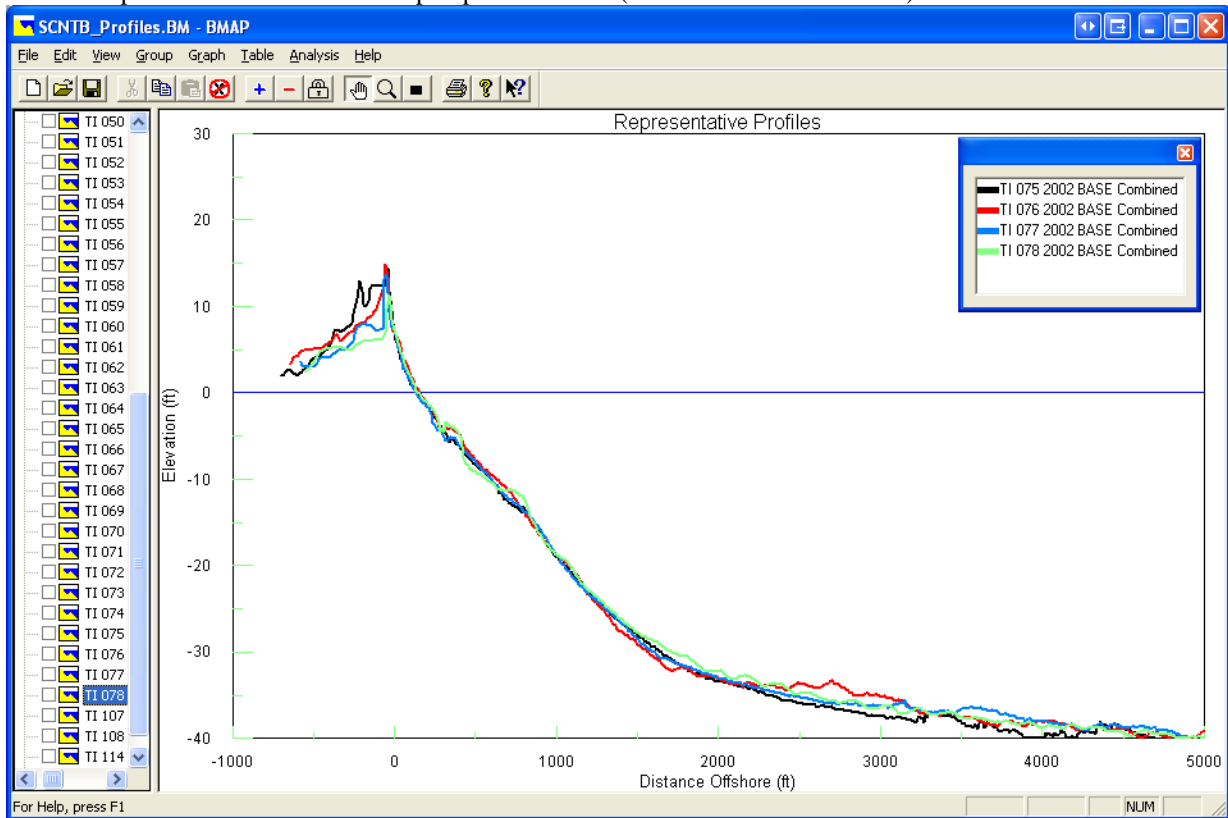 SCNTB_Profiles.BM - BMAP
File Edit View Group Graph Table Analysis Help
TI 050
TI 051
TI 052
TI 053
TI 054
TI 055
TI 056
TI 057
TI 058
TI 059
TI 060
TI 061
TI 062
TI 063
TI 064
TI 065
TI 066
TI 067
TI 068
TI 069
TI 070
TI 071
TI 072
TI 073
TI 074
TI 075
TI 076
TI 077
TI 078
TI 107
TI 108
TI 114
Representative Profiles
TI 075 2002 BASE Combined
TI 076 2002 BASE Combined
TI 077 2002 BASE Combined
TI 078 2002 BASE Combined
30
20
10
0
-10
-20
-30
-40
Elevation (ft)
-1000 0 1000 2000 3000 4000 5000
Distance Offshore (ft)
For Help, press F1
NUM